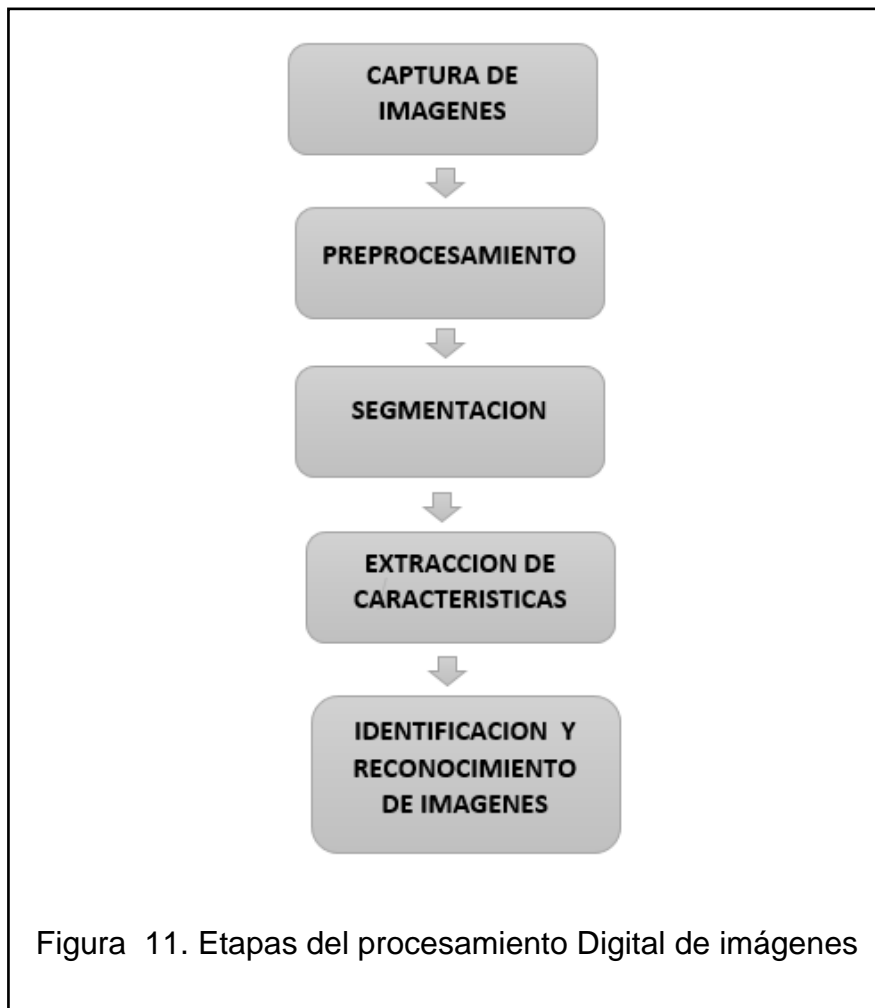 CAPTURA DE
IMAGENES
PREPROCESAMIENTO
SEGMENTACION
EXTRACCION DE
CARACTERISTICAS
IDENTIFICACION Y
RECONOCIMIENTO
DE IMAGENES
Figura 11. Etapas del procesamiento Digital de imágenes